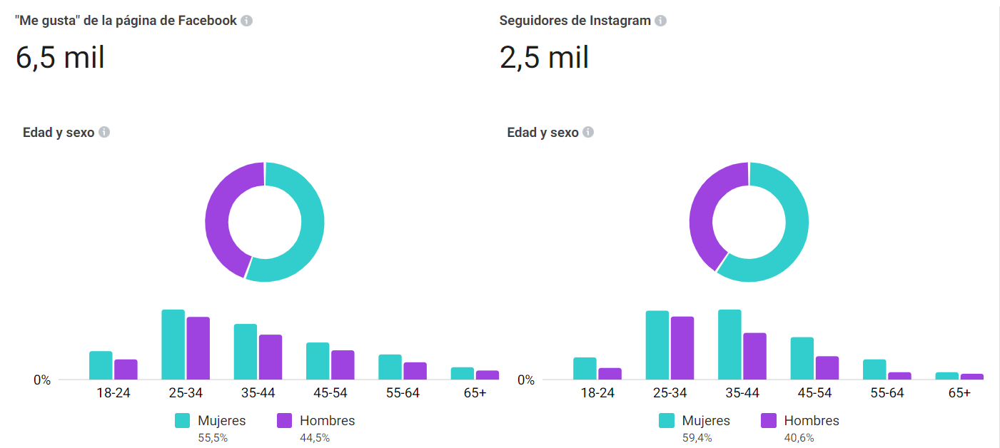 "Me gusta" de la página de Facebook
6,5 mil
Edad y sexo
0%
18-24 25-34 35-44 45-54 55-64 65+
Mujeres Hombres
55,5% 44,5%
Seguidores de Instagram
2,5 mil
Edad y sexo
0%
18-24 25-34 35-44 45-54 55-64 65+
Mujeres Hombres
59,4% 40,6%